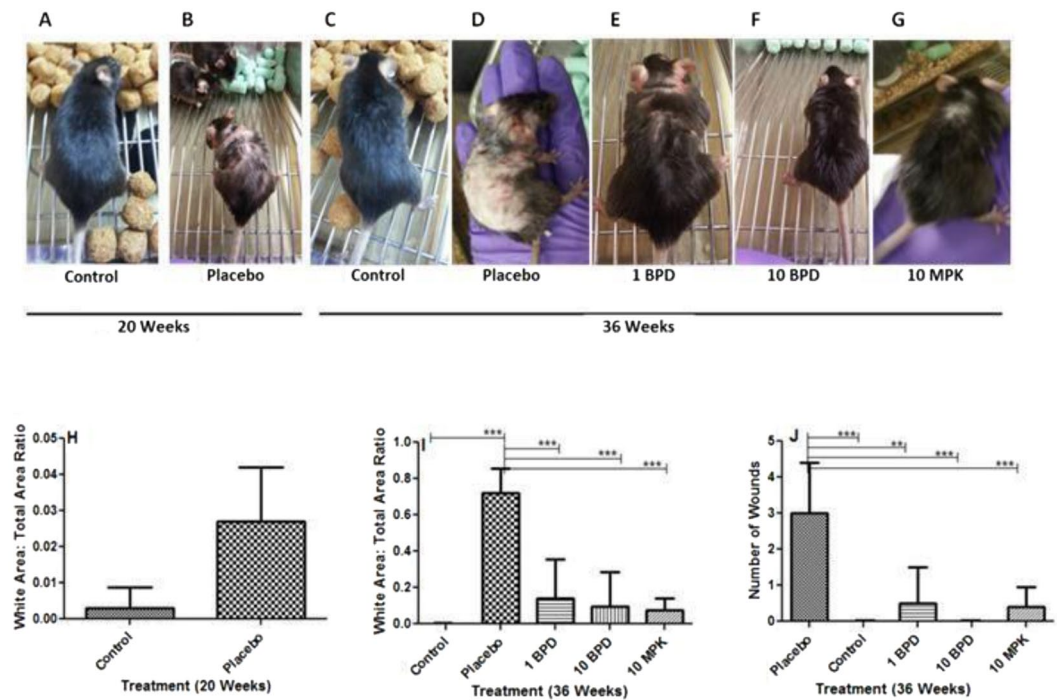 A B C D E F G
Control Placebo Control Placebo 1 BPD 10 BPD 10 MPK
20 Weeks 36 Weeks
H
White Area: Total Area Ratio
0.05
0.04
0.03
0.02
0.01
0.00
Control Placebo
Treatment (20 Weeks)
I
White Area: Total Area Ratio
1.0
0.8
0.6
0.4
0.2
0.0
***
***
***
***
Control Placebo 1 BPD 10 BPD 10 MPK
Treatment (36 Weeks)
J
Number of Wounds
5
4
3
2
1
0
***
**
***
***
Placebo Control 1 BPD 10 BPD 10 MPK
Treatment (36 Weeks)